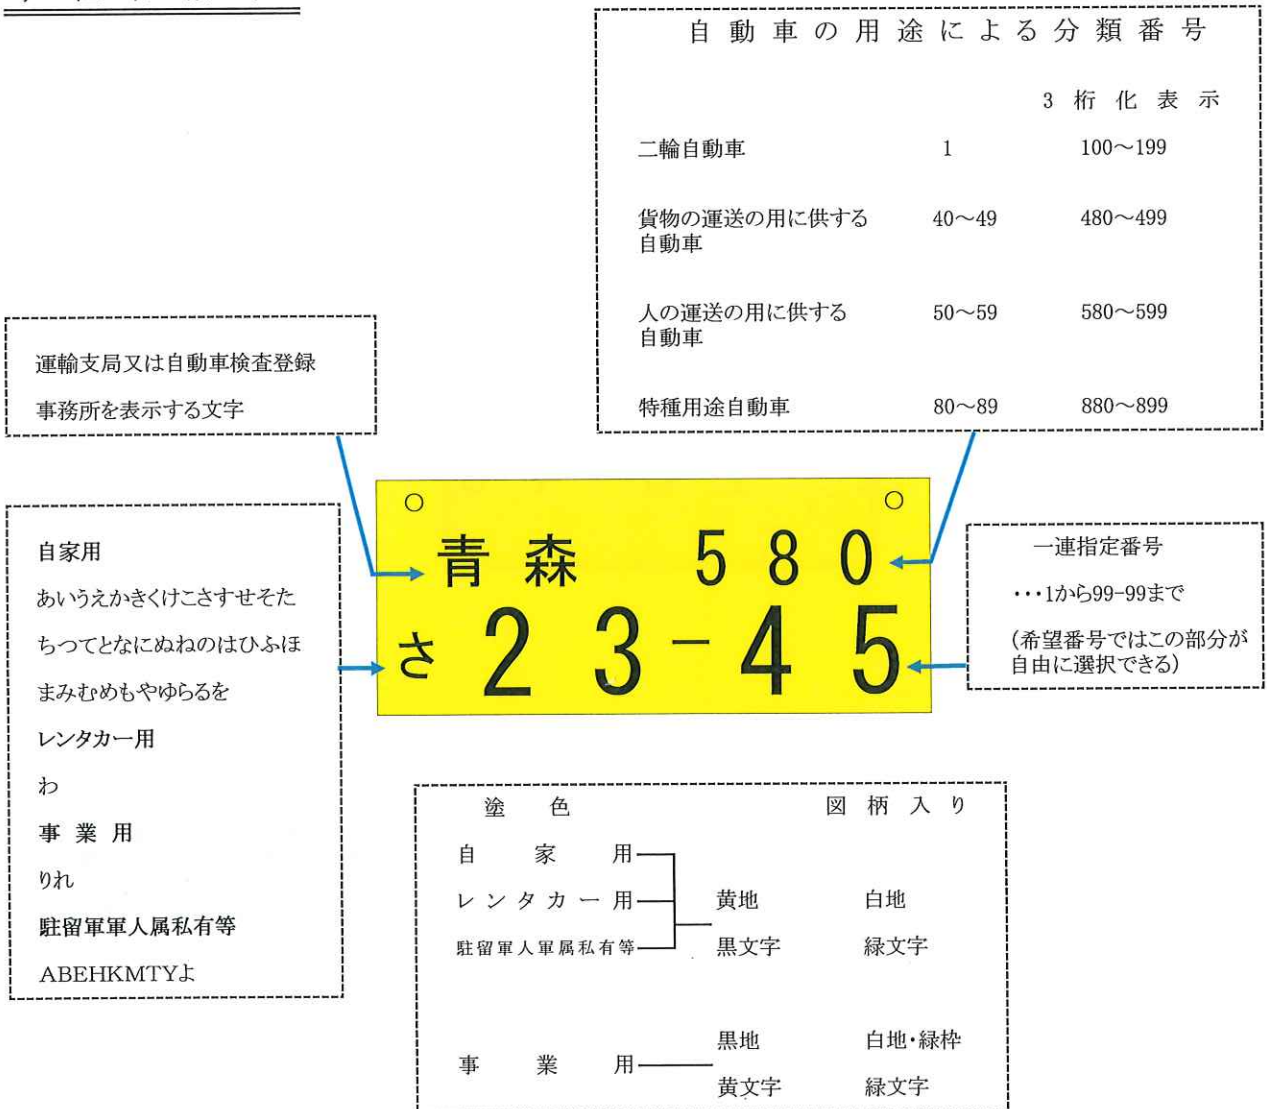 自動車の用途による分類番号
3桁化表示
二輪自動車 1 100～199
貨物の運送の用に供する 40～49 480～499
自動車
人の運送の用に供する 50～59 580～599
自動車
特種用途自動車 80～89 880～899
運輸支局又は自動車検査登録
事務所を表示する文字
青森 580
さ 23-45
自家用
あいうえかきくけこさすせそた
ちつてとなにぬねのはひふほ
まみむめもやゆらるを
レンタカー用
わ
事業用
りれ
駐留軍軍人属私有等
ABEHKMTYよ
一連指定番号
･･･1から99-99まで
(希望番号ではこの部分が
自由に選択できる)
塗色 図柄入り
自家用
レンタカー用 黄地 白地
駐留軍人軍属私有等 黒文字 緑文字
黒地 白地･緑枠
事業用
黄文字 緑文字